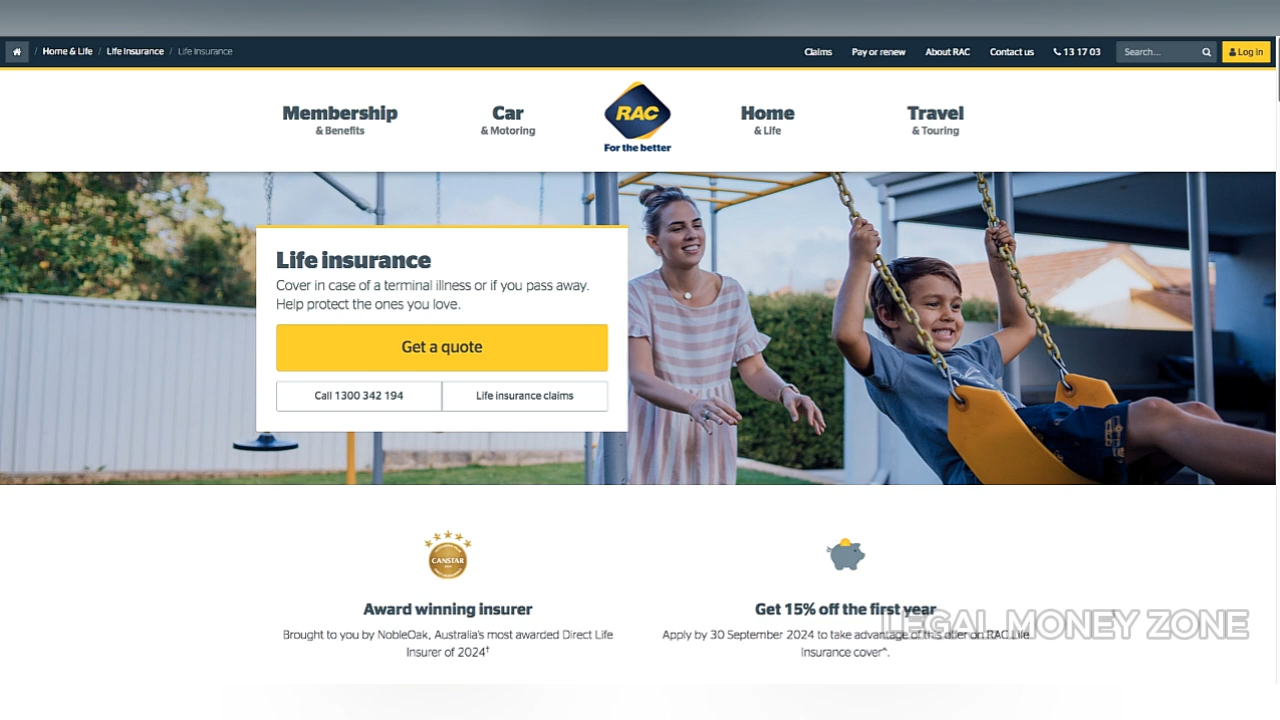 / Home & Life / Life Insurance / Life Insurance
Claims Pay or renew About RAC Contact us 13 17 03 Search... Log in
Membership
& Benefits
Car
& Motoring
RAC
For the better
Home
& Life
Travel
& Touring
Life insurance
Cover in case of a terminal illness or if you pass away.
Help protect the ones you love.
Get a quote
Call 1300 342 194 Life insurance claims
CANSTAR
Award winning insurer
Brought to you by NobleOak, Australia's most awarded Direct Life
Insurer of 2024†
Get 15% off the first year
Apply by 30 September 2024 to take advantage of this offer on RAC Life
Insurance cover^.
LEGAL MONEY ZONE